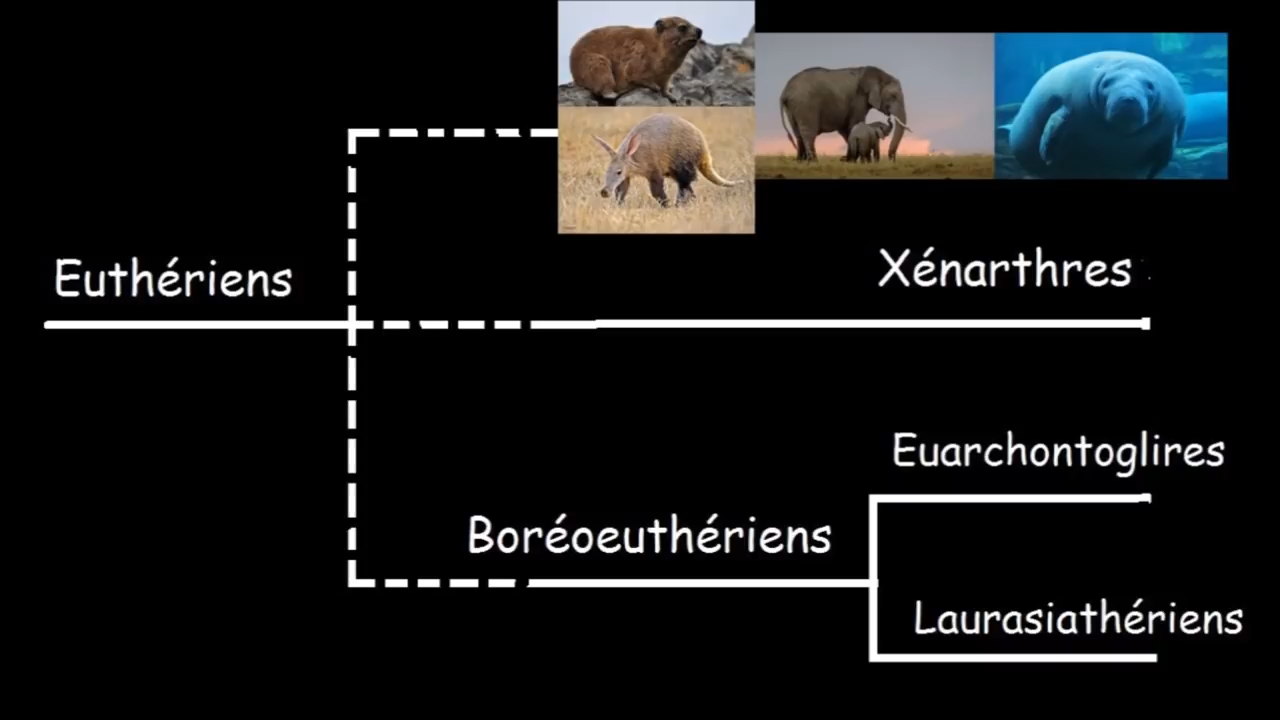 Euthériens
Xénarthres
Euarchontoglires
Boréoeuthériens
Laurasiathériens